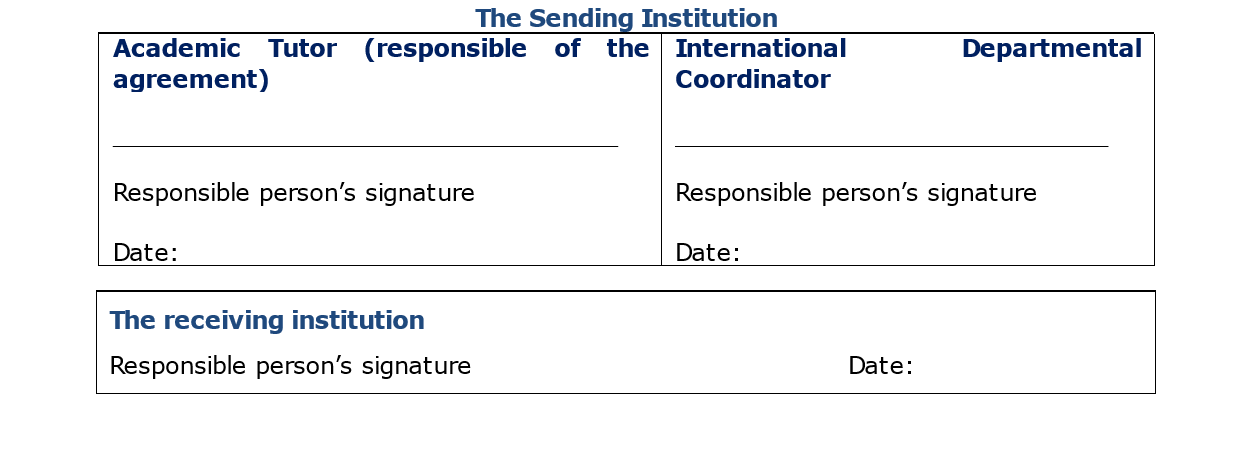 The Sending Institution
Academic Tutor (responsible of the
agreement)
Responsible person’s signature
Date:
International Departmental
Coordinator
Responsible person’s signature
Date:
The receiving institution
Responsible person’s signature Date: